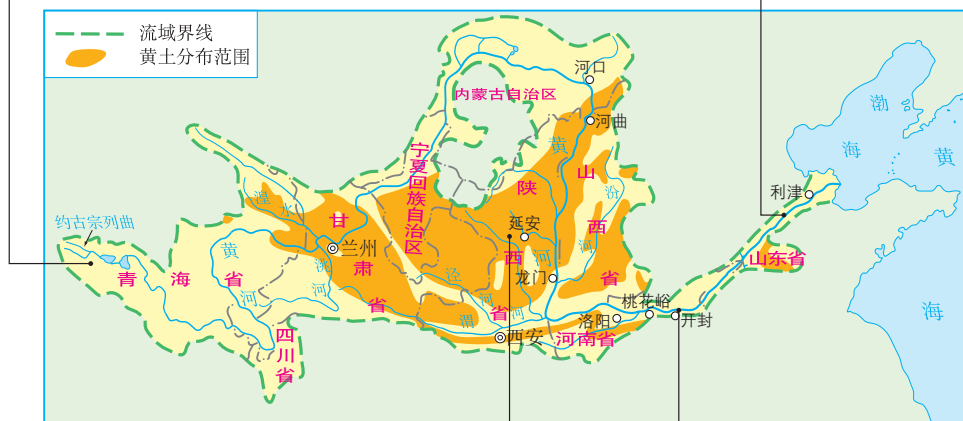 流域界线
黄土分布范围
河口
内蒙古自治区
河曲
渤
海
黄
海
宁夏回族自治区
黄
河
陕
西
省
山
西
省
汾
河
利津
湟
水
甘
肃
省
约古宗列曲
延安
兰州
黄
河
洮
河
青
海
省
泾
河
龙门
山东省
桃花峪
渭
河
洛阳
开封
西安
河南省
四川省